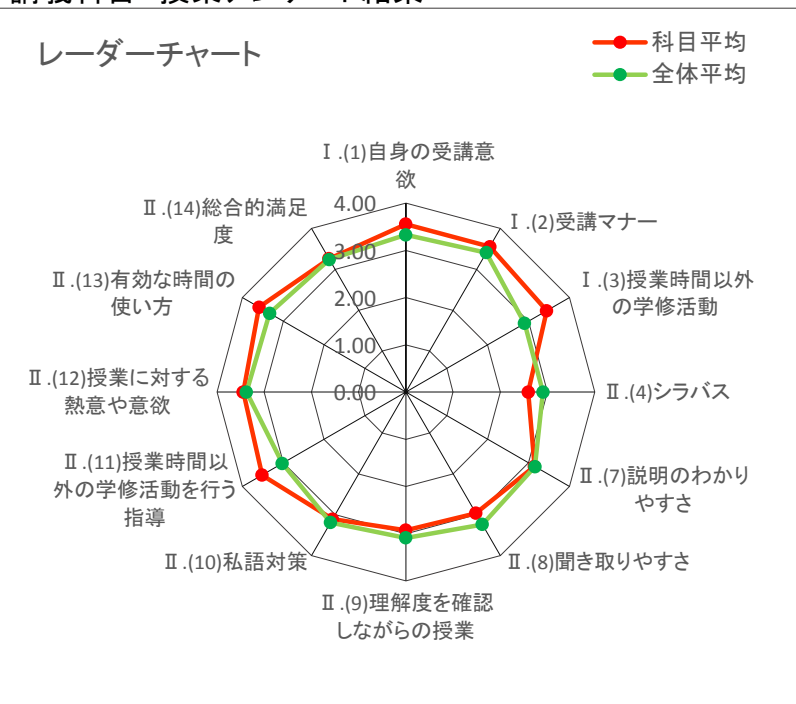 レーダーチャート
科目平均
全体平均
Ⅰ.(1)自身の受講意
欲
Ⅰ.(2)受講マナー
Ⅰ.(3)授業時間以外
の学修活動
Ⅱ.(4)シラバス
Ⅱ.(7)説明のわかり
やすさ
Ⅱ.(8)聞き取りやすさ
Ⅱ.(9)理解度を確認
しながらの授業
Ⅱ.(10)私語対策
Ⅱ.(11)授業時間以
外の学修活動を行う
指導
Ⅱ.(12)授業に対する
熱意や意欲
Ⅱ.(13)有効な時間の
使い方
Ⅱ.(14)総合的満足
度
4.00
3.00
2.00
1.00
0.00